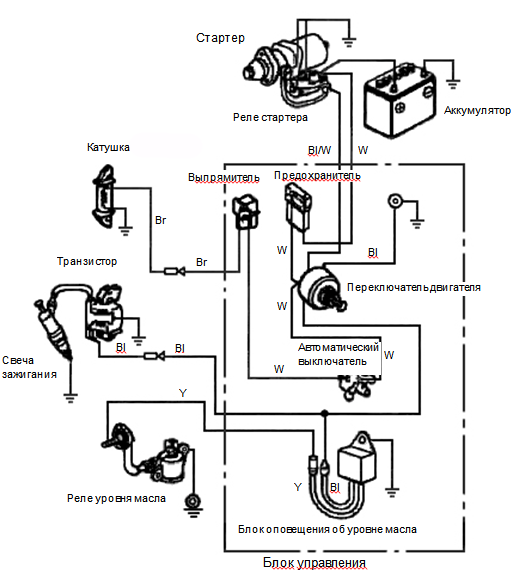 Стартер
Реле стартера
Аккумулятор
Катушка
Bl/W
W
Выпрямитель
Предохранитель
Br
Br
W
Bl
Транзистор
Переключатель двигателя
W
Автоматический
выключатель
Bl
Bl
W
Свеча
зажигания
W
Y
Реле уровня масла
Y
Bl
Блок оповещения об уровне масла
Блок управления